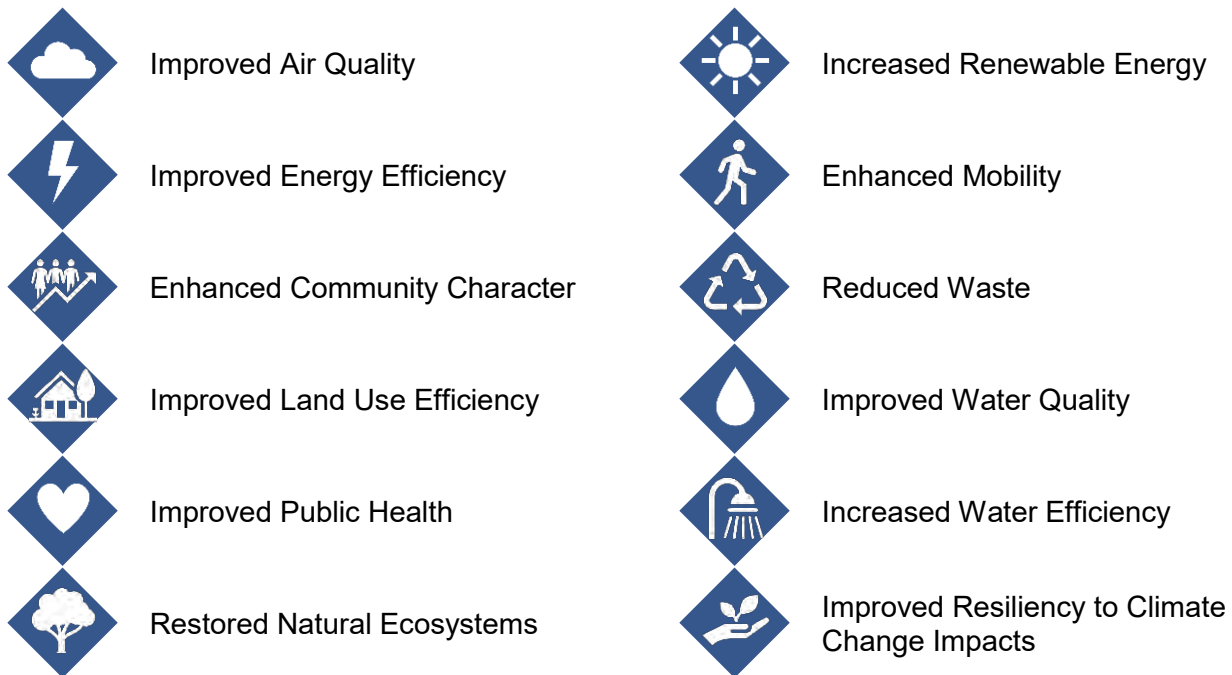 Improved Air Quality
Improved Energy Efficiency
Enhanced Community Character
Improved Land Use Efficiency
Improved Public Health
Restored Natural Ecosystems
Increased Renewable Energy
Enhanced Mobility
Reduced Waste
Improved Water Quality
Increased Water Efficiency
Improved Resiliency to Climate
Change Impacts